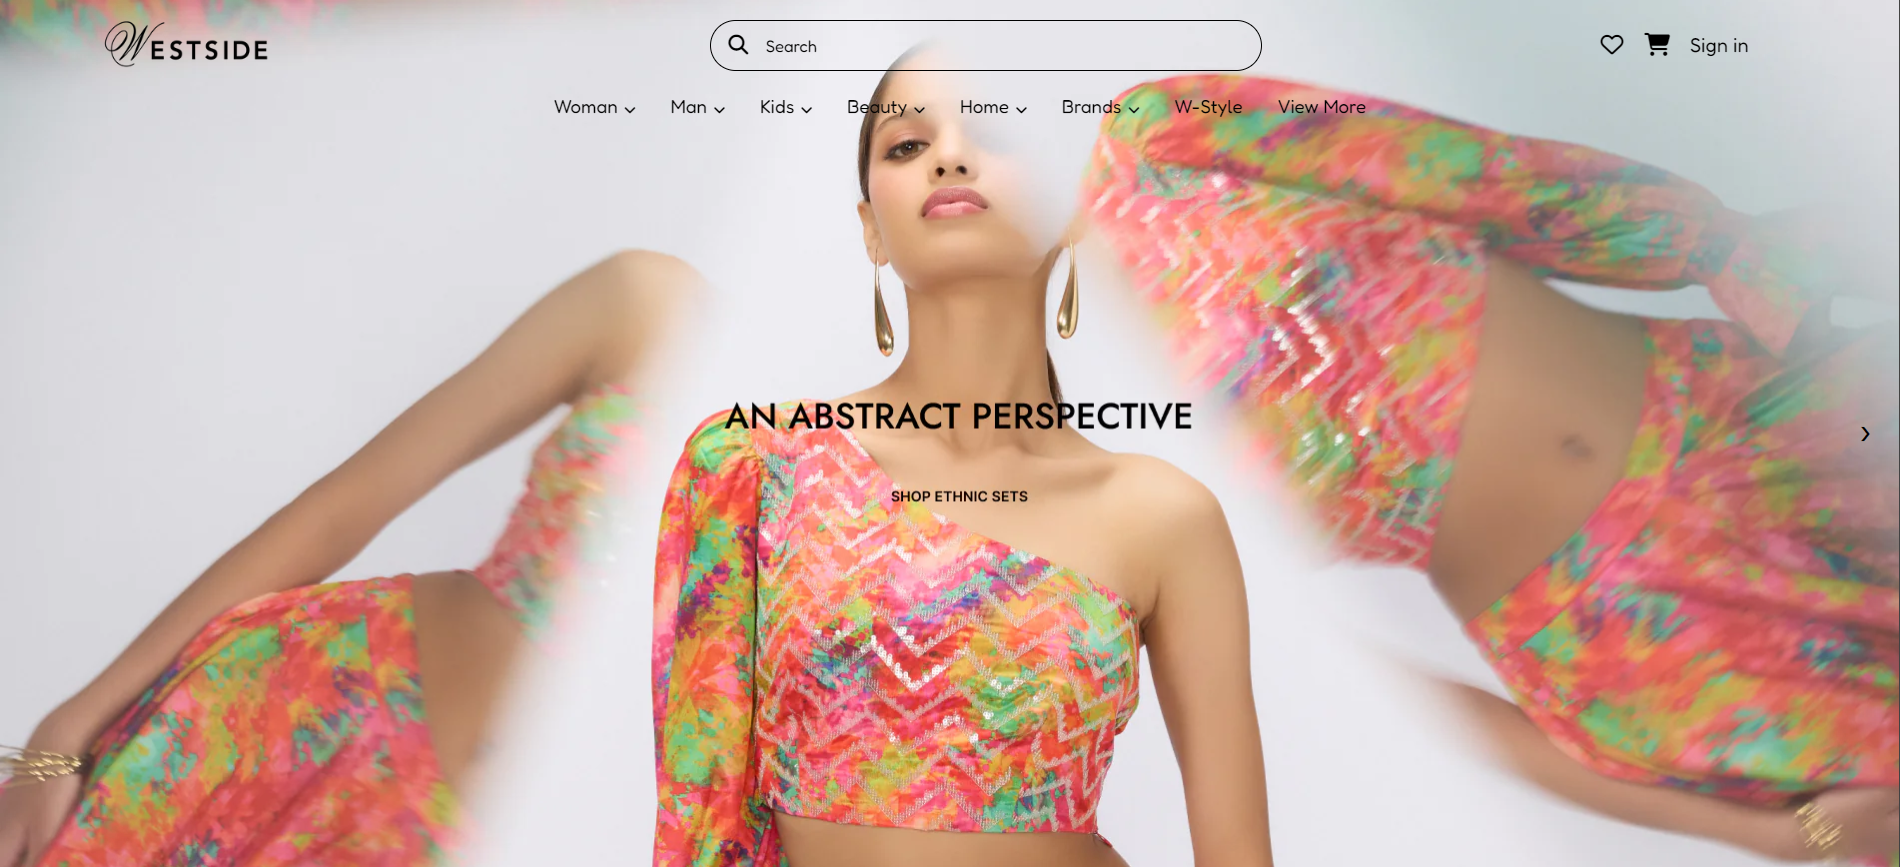 WESTSIDE
Search
Sign in
Woman
Man
Kids
Beauty
Home
Brands
W-Style
View More
AN ABSTRACT PERSPECTIVE
SHOP ETHNIC SETS